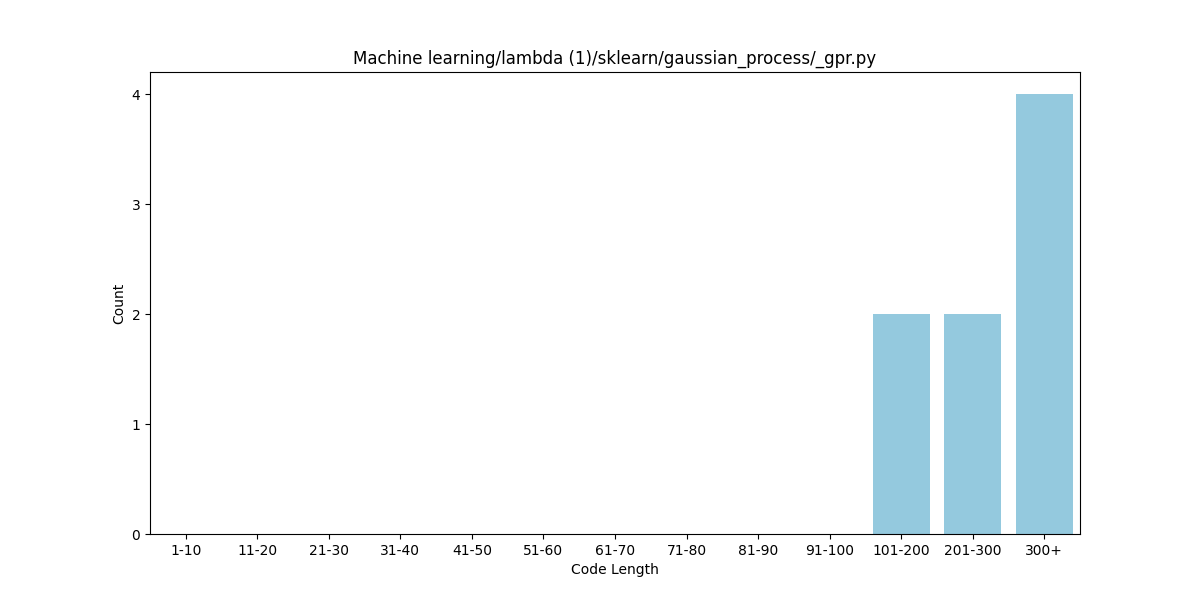 Machine learning/lambda (1)/sklearn/gaussian_process/_gpr.py
4
3
2
1
0
Count
1-10 11-20 21-30 31-40 41-50 51-60 61-70 71-80 81-90 91-100 101-200 201-300 300+
Code Length